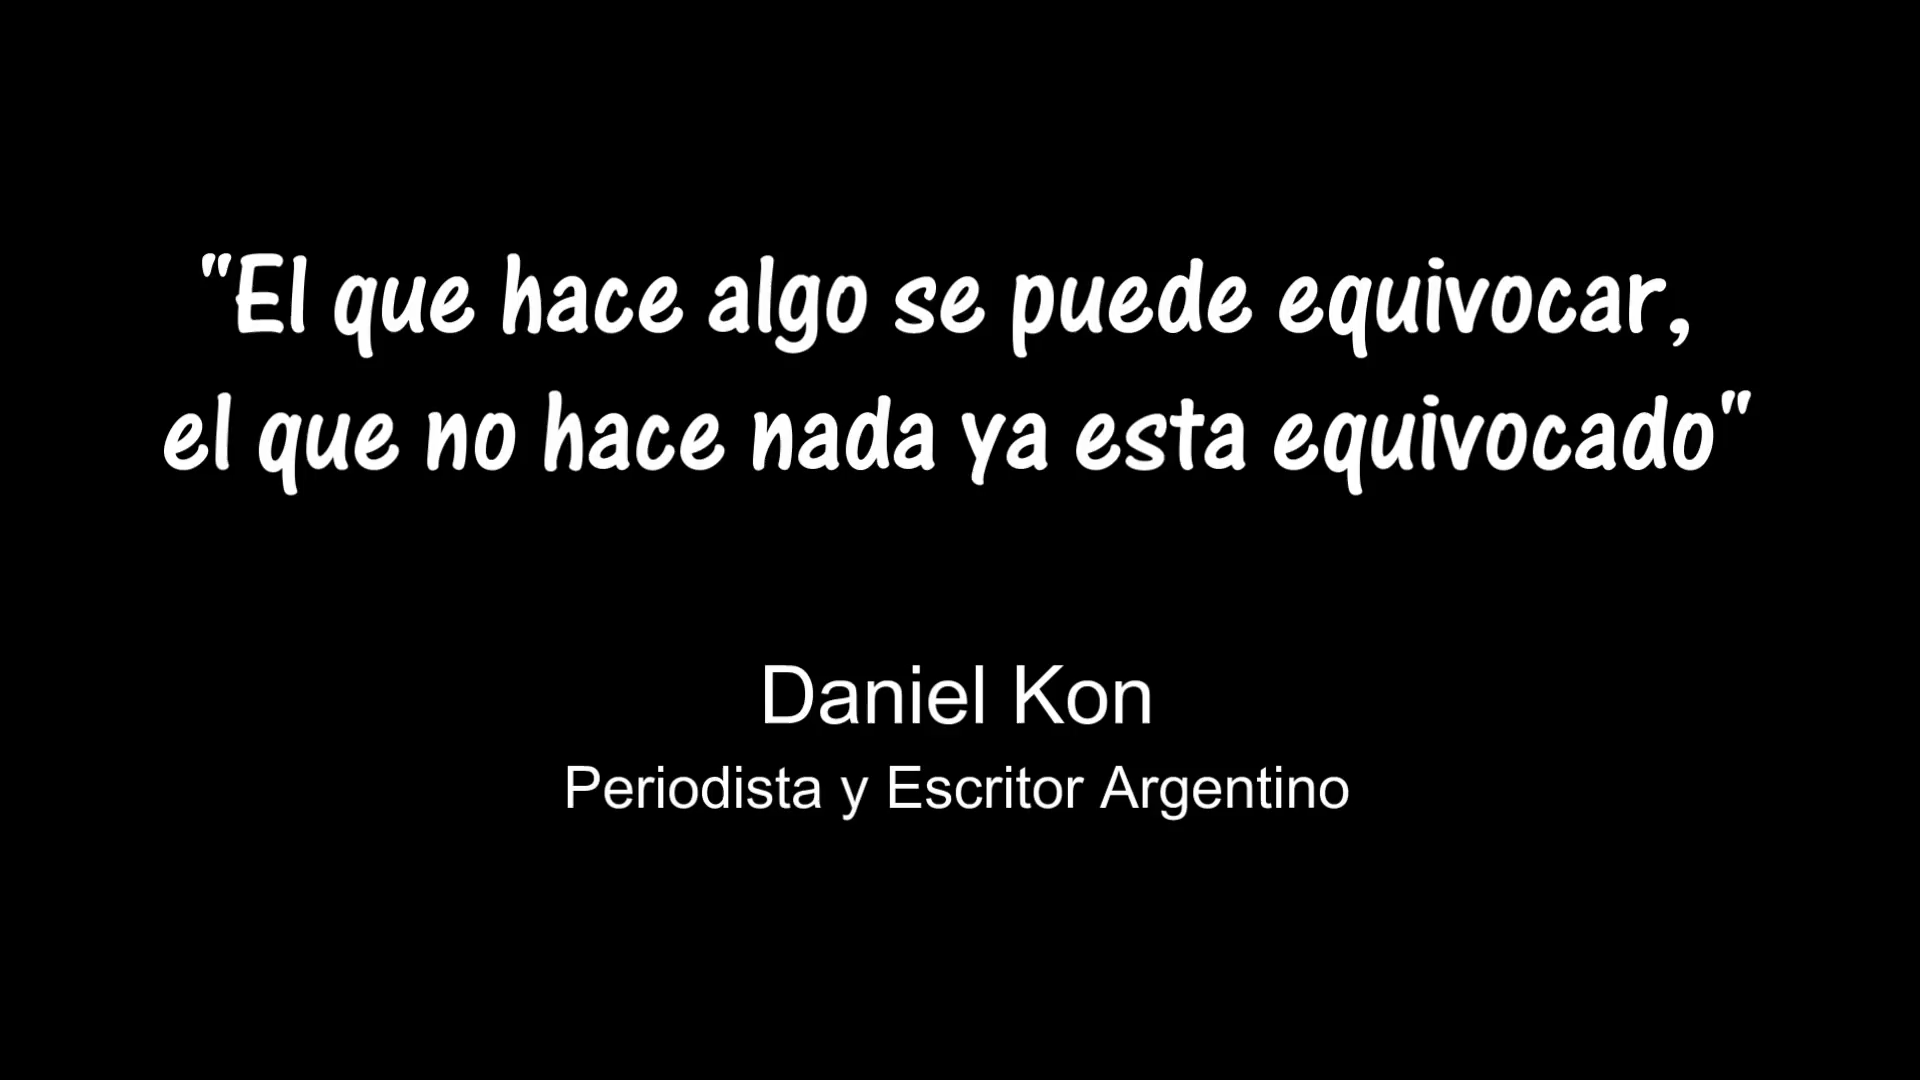 "El que hace algo se puede equivocar,
el que no hace nada ya esta equivocado"
Daniel Kon
Periodista y Escritor Argentino